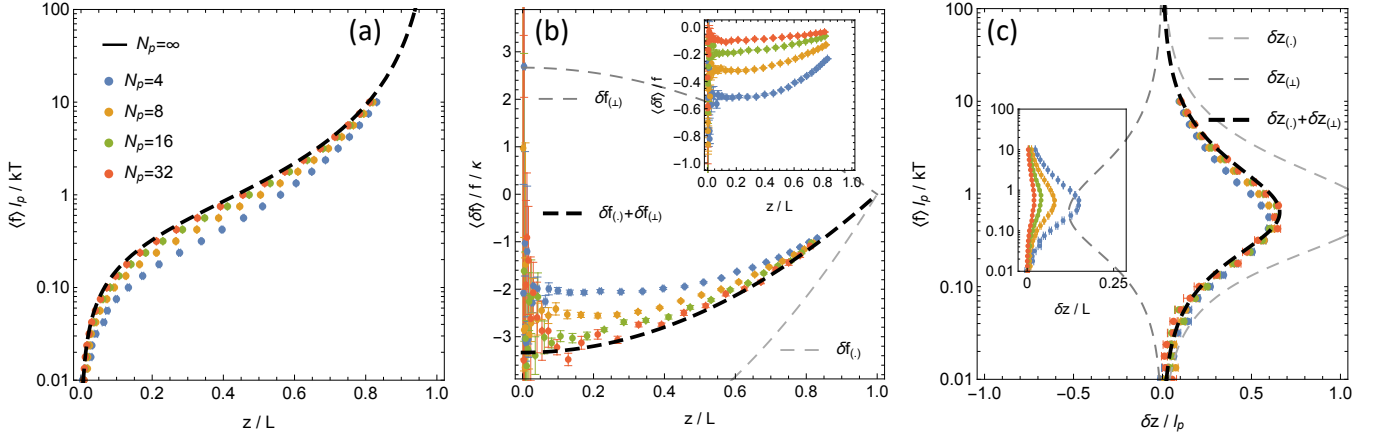 (a)
⟨f⟩ l_p / kT
100
10
1
0.10
0.01
N_p=∞
N_p=4
N_p=8
N_p=16
N_p=32
0.0 0.2 0.4 0.6 0.8 1.0
z / L
(b)
⟨δf⟩ / f / κ
3
2
1
0
-1
-2
-3
δf_(⊥)
δf_(.)+δf_(⊥)
δf_(.)
0.0 0.2 0.4 0.6 0.8 1.0
z / L
⟨δf⟩ / f
0.0
-0.2
-0.4
-0.6
-0.8
-1.0
0.0 0.2 0.4 0.6 0.8 1.0
z / L
(c)
⟨f⟩ l_p / kT
100
10
1
0.10
0.01
δz_(.)
δz_(⊥)
δz_(.)+δz_(⊥)
-1.0 -0.5 0.0 0.5 1.0
δz / l_p
100
10
1
0.10
0.01
0 0.25
δz / L